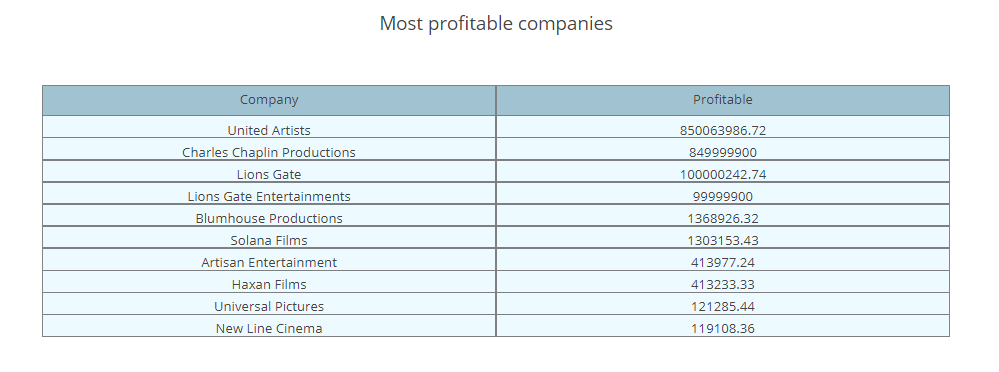 Most profitable companies
Company Profitable
United Artists 850063986.72
Charles Chaplin Productions 849999900
Lions Gate 100000242.74
Lions Gate Entertainments 99999900
Blumhouse Productions 1368926.32
Solana Films 1303153.43
Artisan Entertainment 413977.24
Haxan Films 413233.33
Universal Pictures 121285.44
New Line Cinema 119108.36